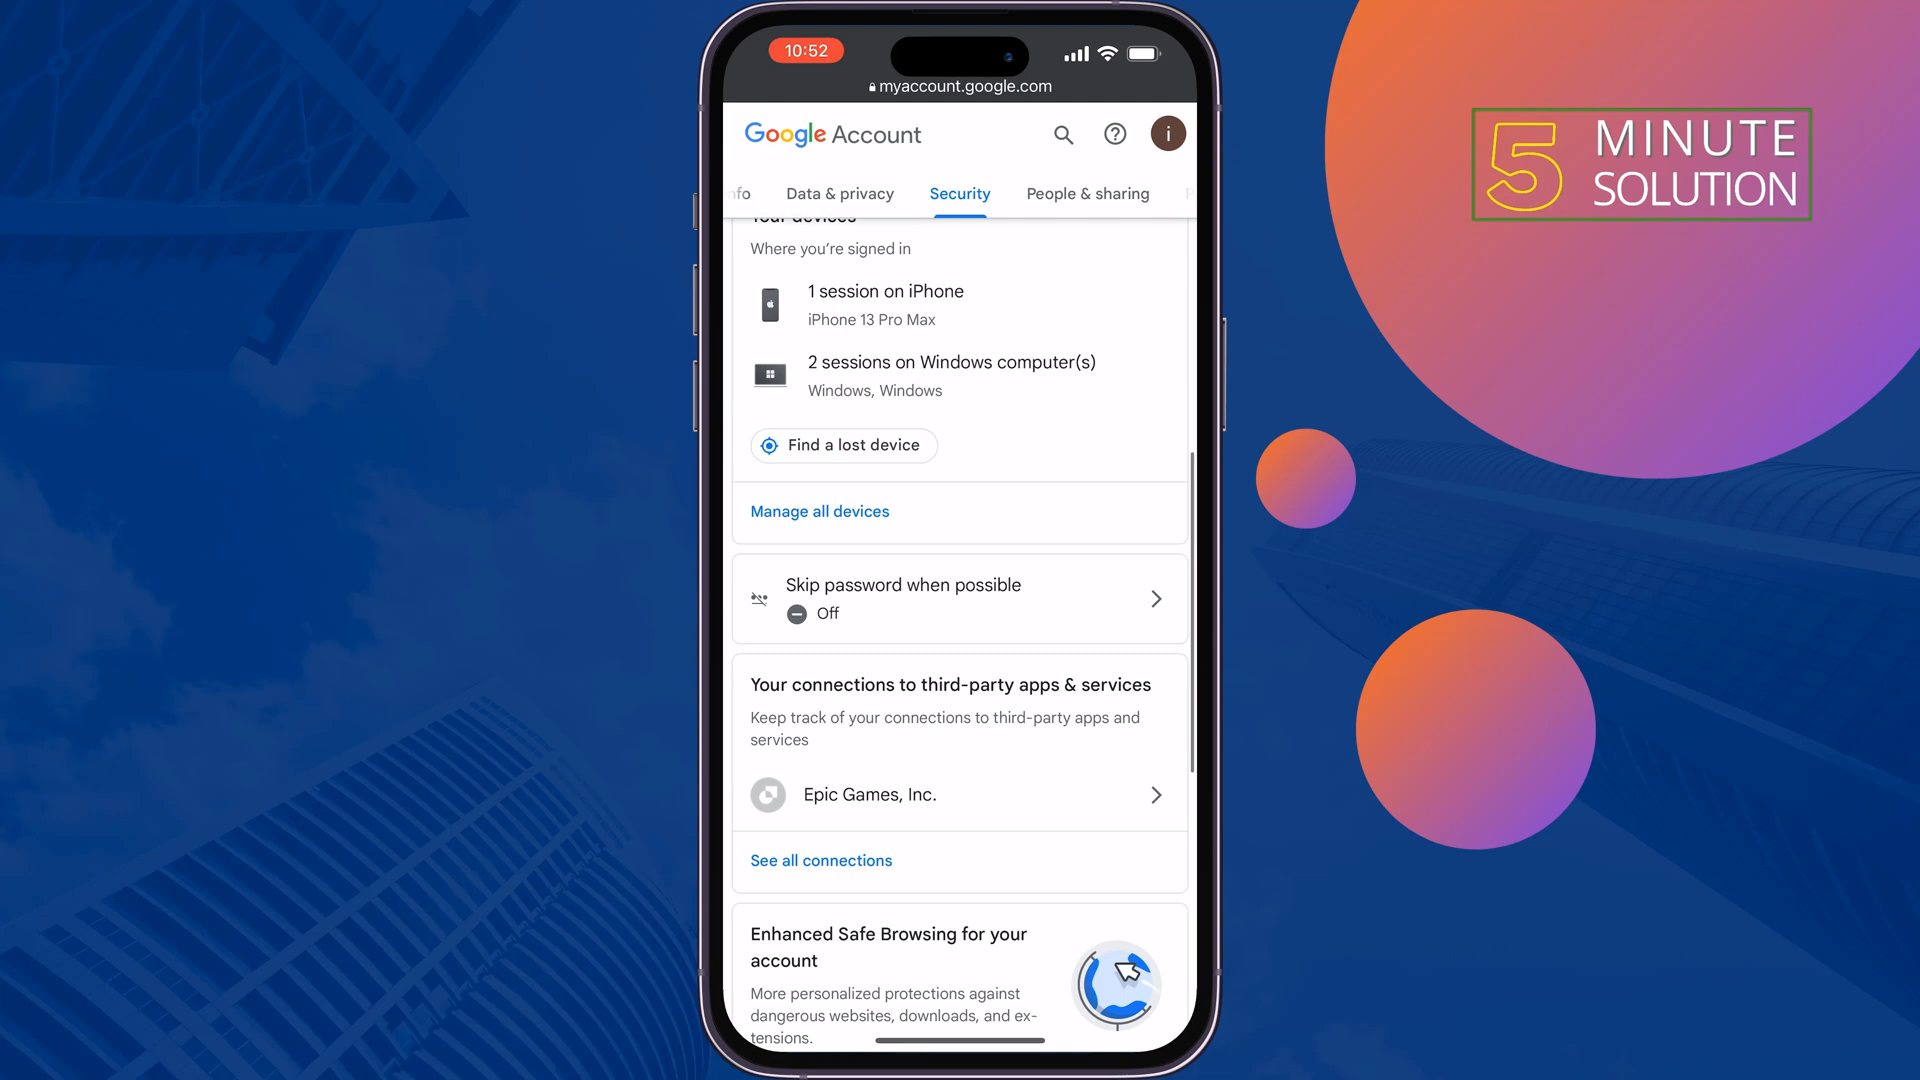 10:52
myaccount.google.com
Google Account
i
nfo Data & privacy Security People & sharing
Your devices
Where you're signed in
1 session on iPhone
iPhone 13 Pro Max
2 sessions on Windows computer(s)
Windows, Windows
Find a lost device
Manage all devices
Skip password when possible
Off
Your connections to third-party apps & services
Keep track of your connections to third-party apps and
services
Epic Games, Inc.
See all connections
Enhanced Safe Browsing for your
account
More personalized protections against
dangerous websites, downloads, and ex-
tensions.
5 MINUTE
SOLUTION